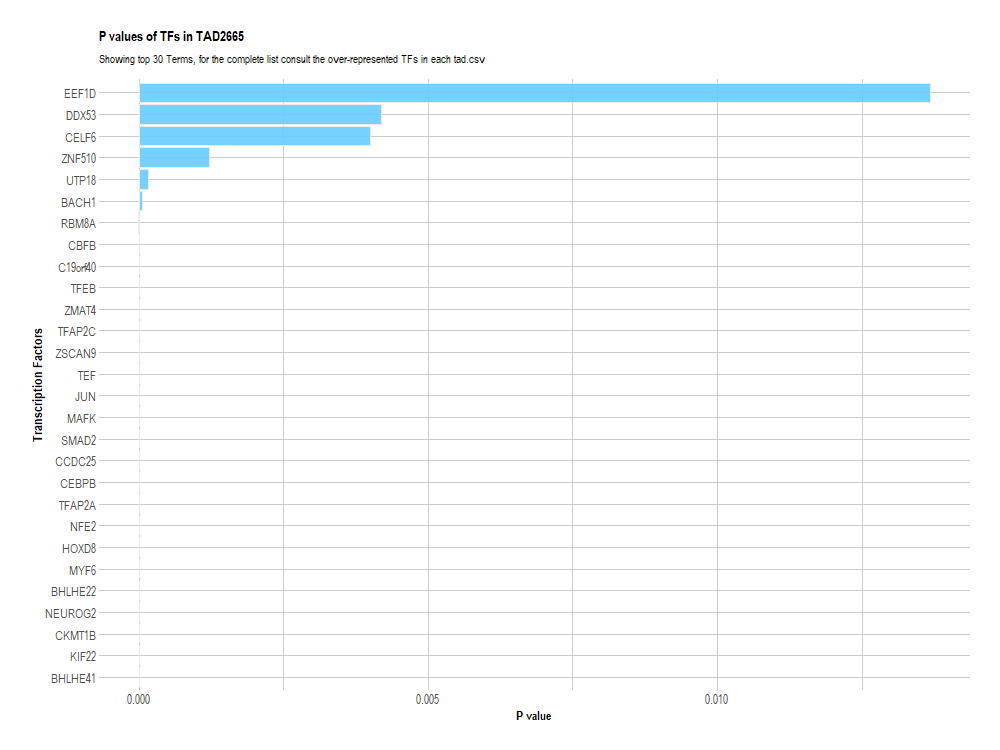 P values of TFs in TAD2665
Showing top 30 Terms, for the complete list consult the over-represented TFs in each tad.csv
EEF1D
DDX53
CELF6
ZNF510
UTP18
BACH1
RBM8A
CBFB
C19orf40
TFEB
ZMAT4
TFAP2C
ZSCAN9
TEF
JUN
MAFK
SMAD2
CCDC25
CEBPB
TFAP2A
NFE2
HOXD8
MYF6
BHLHE22
NEUROG2
CKMT1B
KIF22
BHLHE41
Transcription Factors
0.000 0.005 0.010
P value